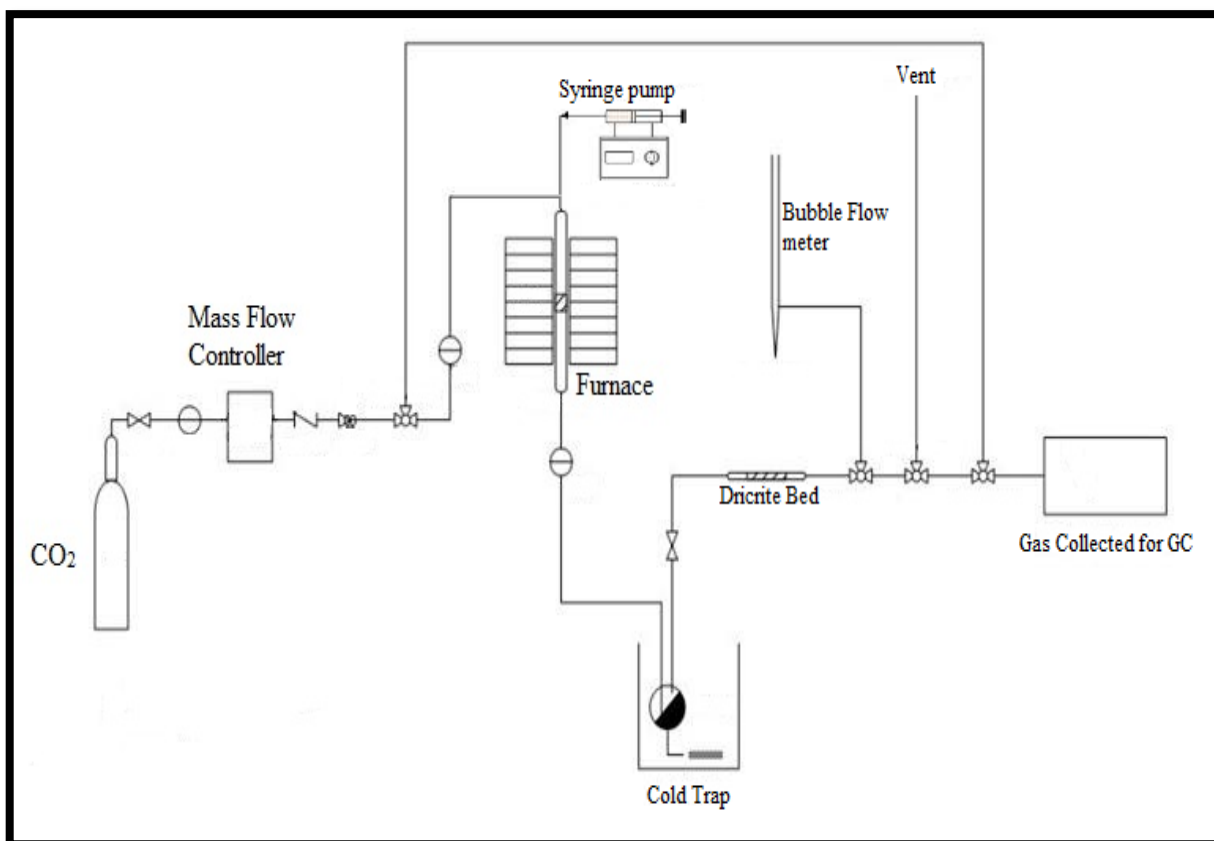 Vent
Syringe pump
Bubble Flow
meter
Mass Flow
Controller
Furnace
Dricrite Bed
CO₂
Gas Collected for GC
Cold Trap